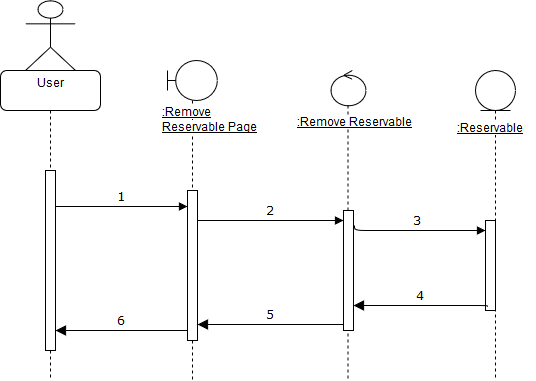 User
:Remove
Reservable Page
:Remove Reservable
:Reservable
1
2
3
4
5
6